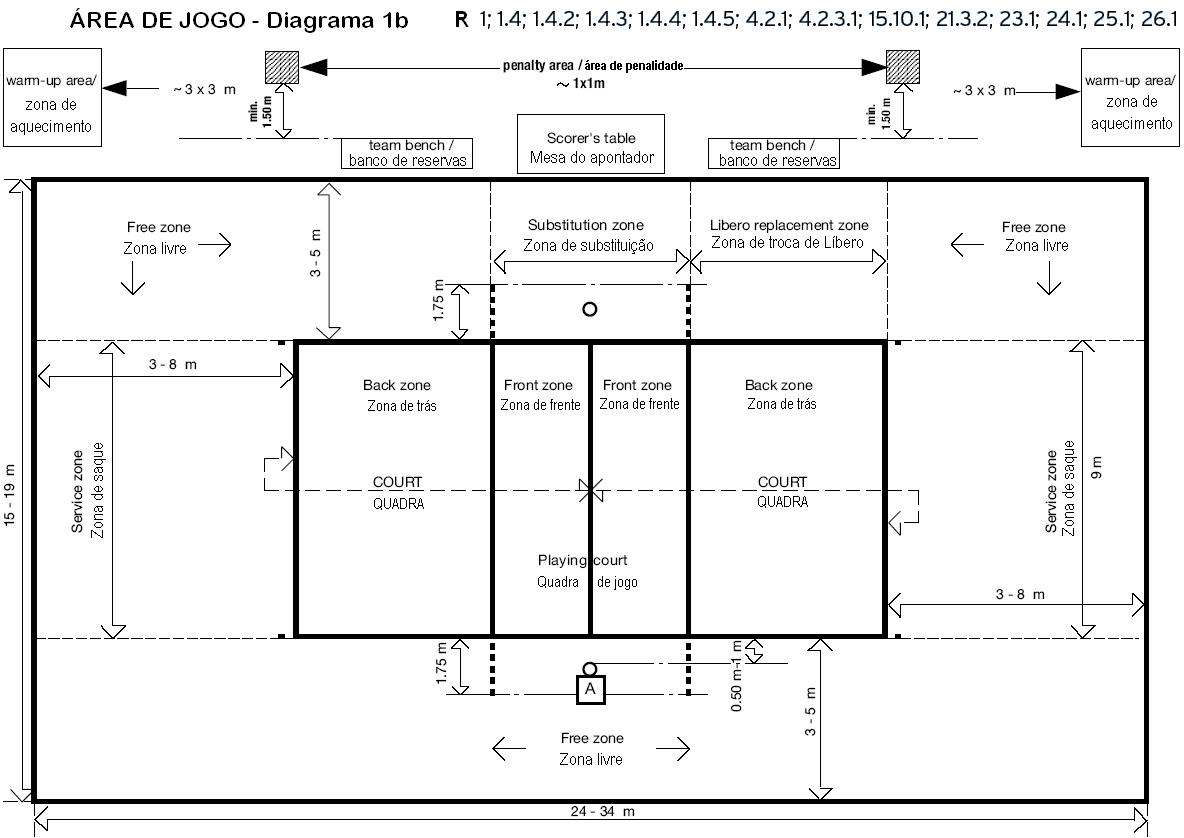 ÁREA DE JOGO - Diagrama 1b R 1; 1.4; 1.4.2; 1.4.3; 1.4.4; 1.4.5; 4.2.1; 4.2.3.1; 15.10.1; 21.3.2; 23.1; 24.1; 25.1; 26.1
warm-up area/
zona de
aquecimento
~ 3 x 3 m
min.
1.50 m
penalty area / área de penalidade
~ 1x1m
min.
1.50 m
~ 3 x 3 m
warm-up area/
zona de
aquecimento
team bench /
banco de reservas
Scorer's table
Mesa do apontador
team bench /
banco de reservas
Free zone
Zona livre
3 - 5 m
Substitution zone
Zona de substituição
Libero replacement zone
Zona de troca de Líbero
Free zone
Zona livre
1.75 m
3 - 8 m
Back zone
Zona de trás
Front zone
Zona de frente
Front zone
Zona de frente
Back zone
Zona de trás
15 - 19 m
Service zone
Zona de saque
COURT
QUADRA
COURT
QUADRA
Service zone
Zona de saque
9 m
Playing court
Quadra de jogo
3 - 8 m
1.75 m
A
0.50 m-1 m
3 - 5 m
Free zone
Zona livre
24 - 34 m